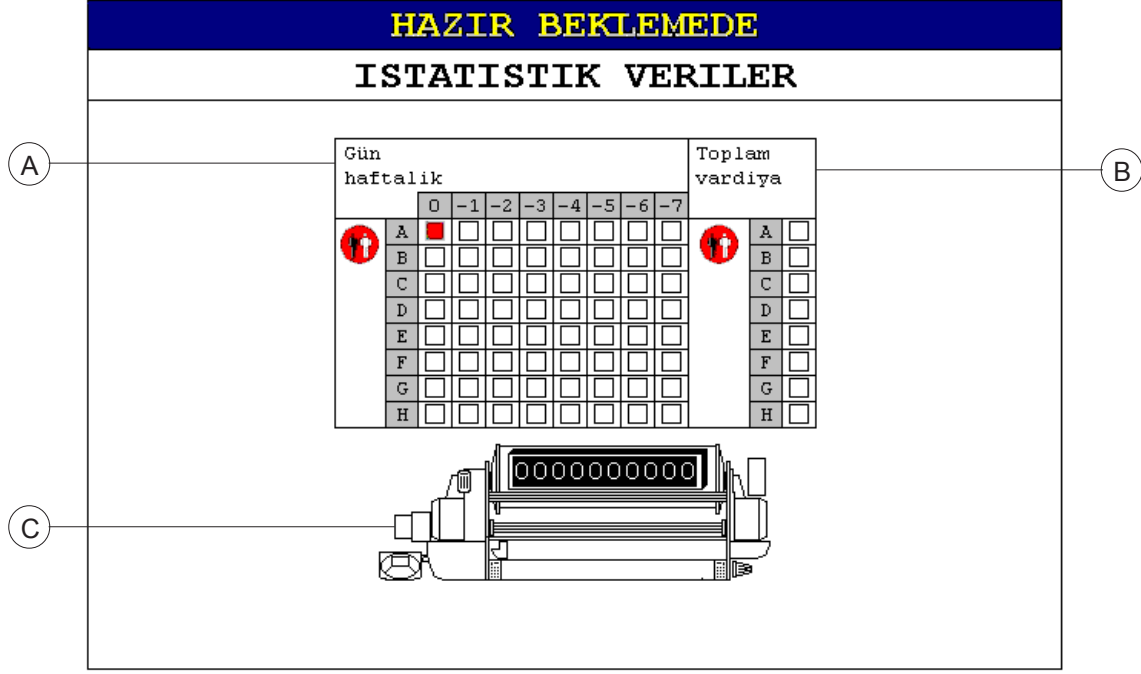 HAZIR BEKLEMEDE
ISTATISTIK VERILER
A
Gün
haftalik
Toplam
vardiya
B
0 -1 -2 -3 -4 -5 -6 -7
A A
B B
C C
D D
E E
F F
G G
H H
0000000000
C